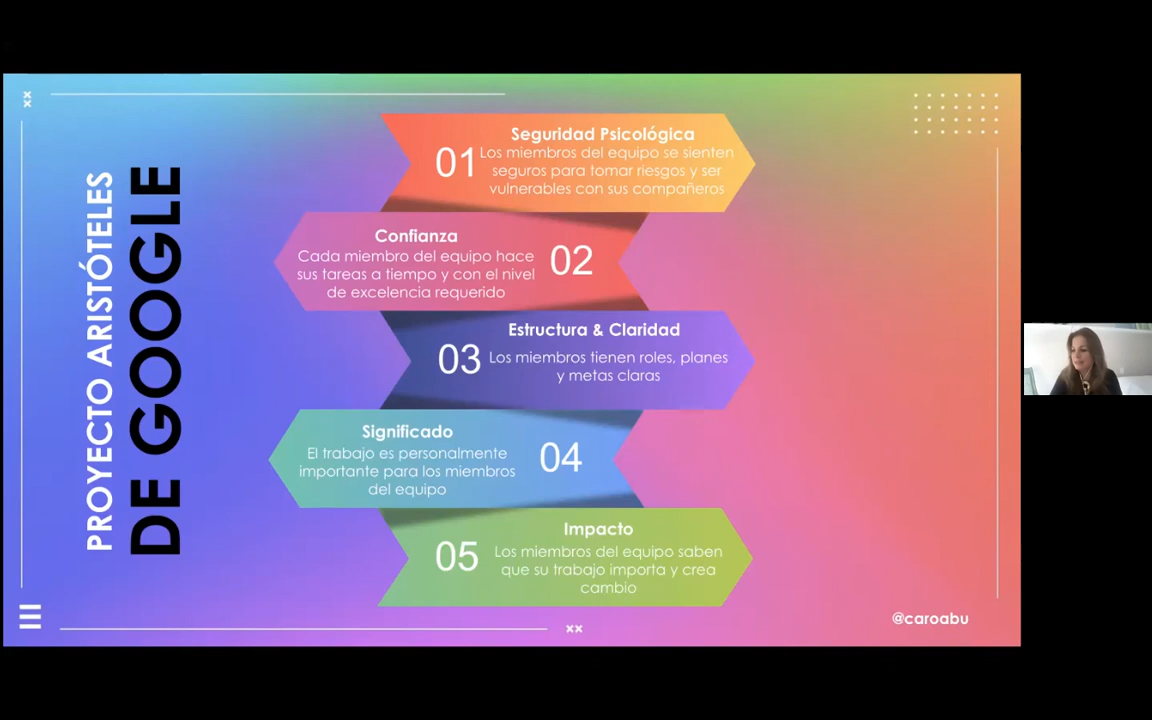 PROYECTO ARISTÓTELES
DE GOOGLE
01
Seguridad Psicológica
Los miembros del equipo se sienten
seguros para tomar riesgos y ser
vulnerables con sus compañeros
Confianza
Cada miembro del equipo hace
sus tareas a tiempo y con el nivel
de excelencia requerido
02
03
Estructura & Claridad
Los miembros tienen roles, planes
y metas claras
Significado
El trabajo es personalmente
importante para los miembros
del equipo
04
05
Impacto
Los miembros del equipo saben
que su trabajo importa y crea
cambio
@caroabu